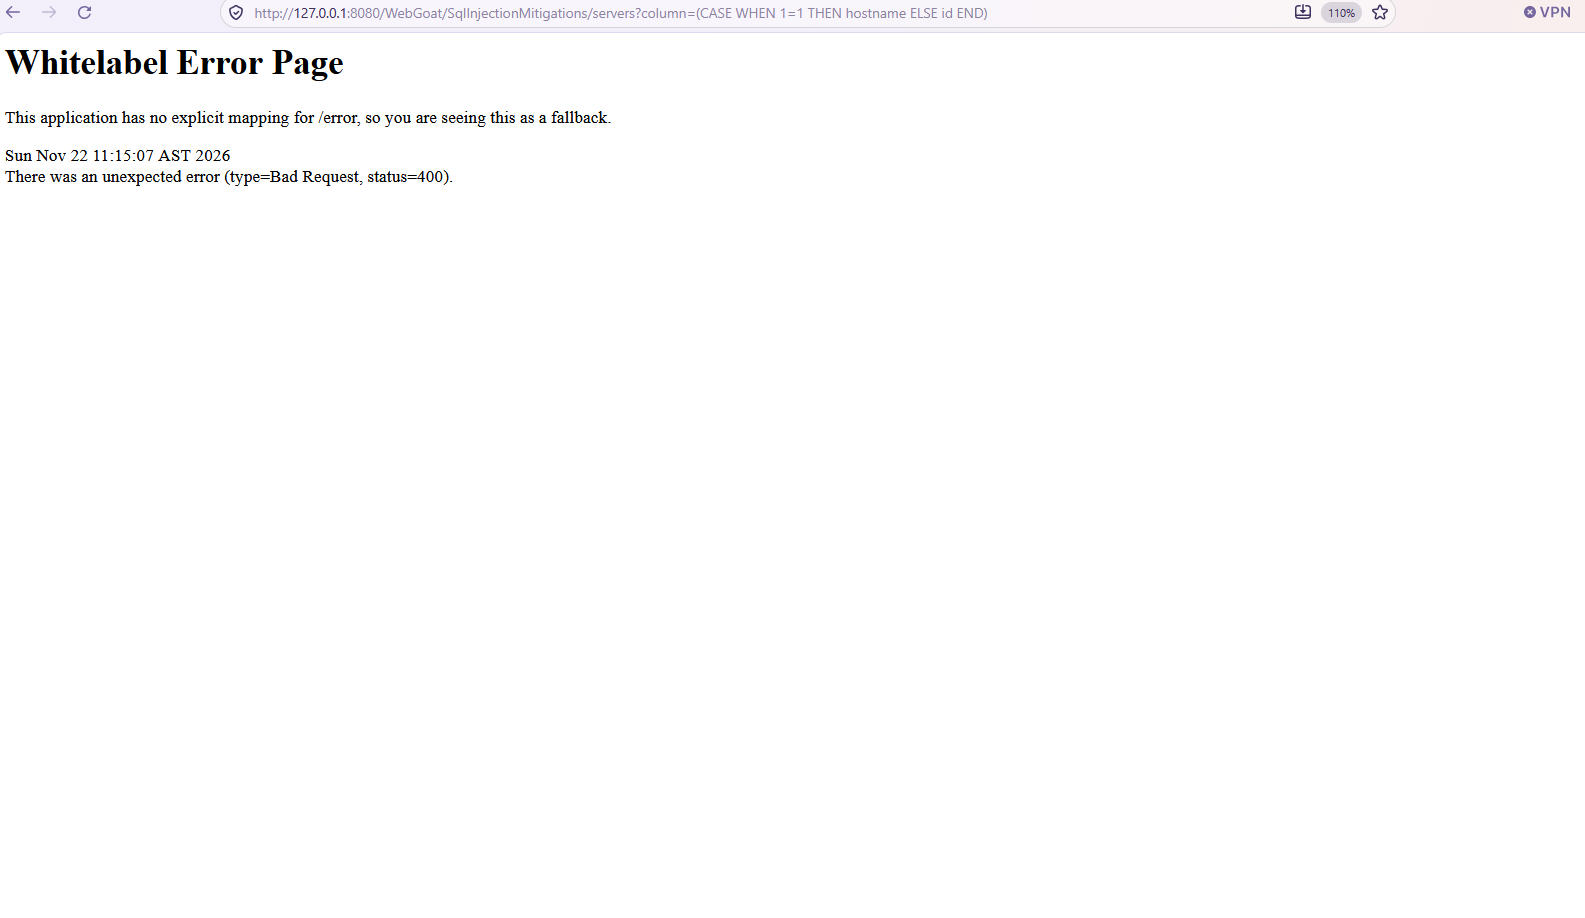 http://127.0.0.1:8080/WebGoat/SqlInjectionMitigations/servers?column=(CASE WHEN 1=1 THEN hostname ELSE id END)
110%
VPN
Whitelabel Error Page
This application has no explicit mapping for /error, so you are seeing this as a fallback.
Sun Nov 22 11:15:07 AST 2026
There was an unexpected error (type=Bad Request, status=400).